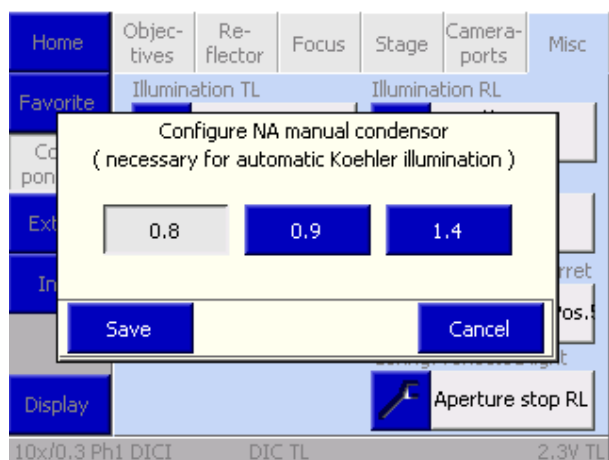 Home
Objec-
tives
Re-
flector
Focus
Stage
Camera-
ports
Misc
Favorite
Illumination TL
Illumination RL
Configure NA manual condensor
( necessary for automatic Koehler illumination )
0.8
0.9
1.4
Save
Cancel
Display
Aperture stop RL
10x/0.3 Ph1 DICI
DIC TL
2.3V TL